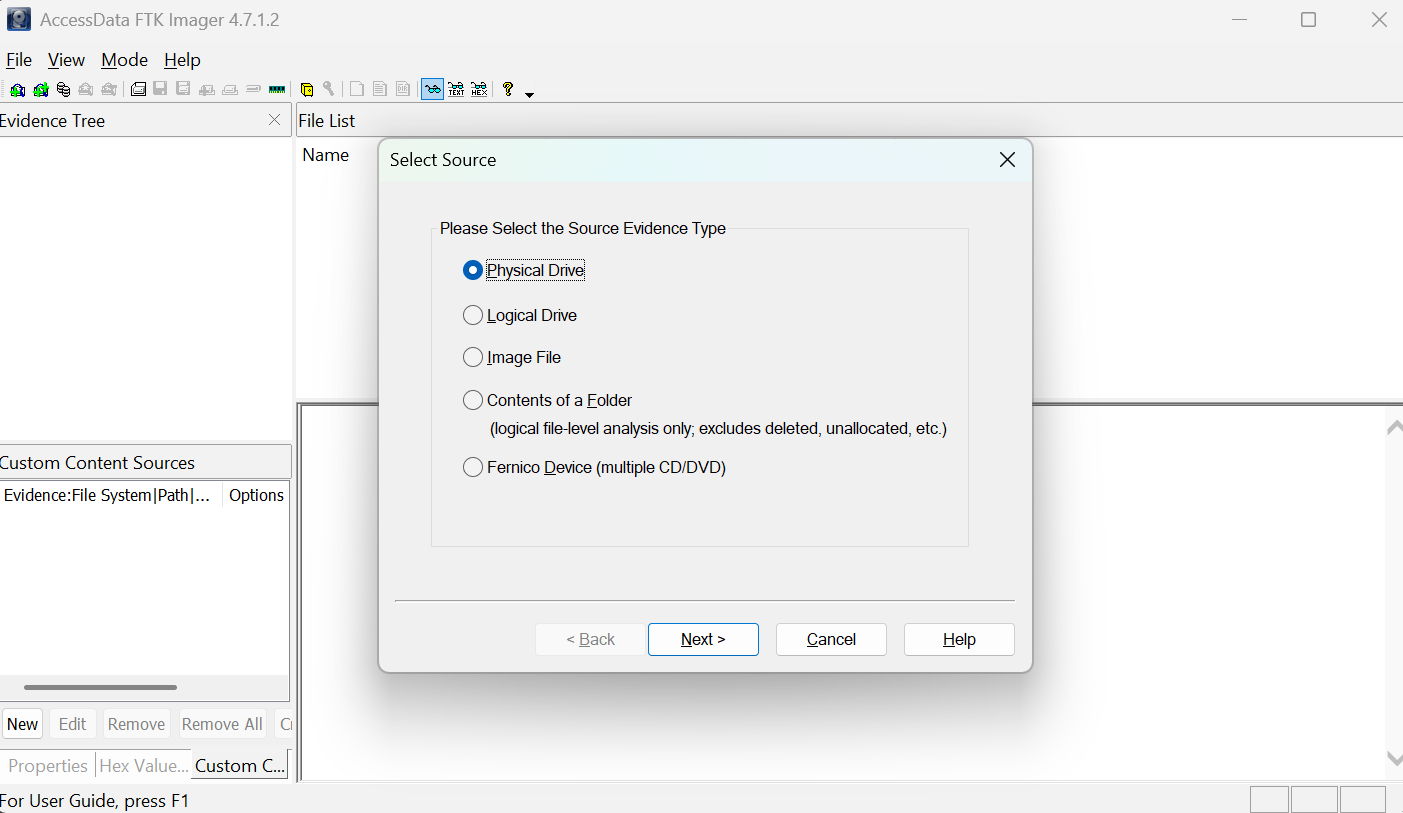 AccessData FTK Imager 4.7.1.2
File View Mode Help
TEXT HEX ?
Evidence Tree
File List
Name
Select Source
Please Select the Source Evidence Type
Physical Drive
Logical Drive
Image File
Contents of a Folder
(logical file-level analysis only; excludes deleted, unallocated, etc.)
Fernico Device (multiple CD/DVD)
< Back Next > Cancel Help
Custom Content Sources
Evidence:File System|Path|... Options
New Edit Remove Remove All
Properties Hex Value... Custom C...
For User Guide, press F1